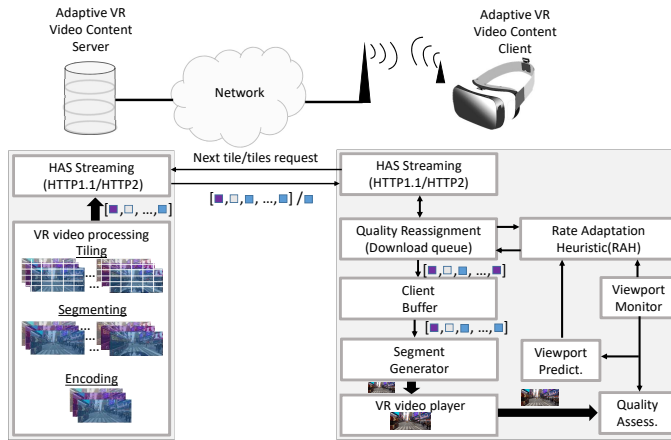 Adaptive VR
Video Content
Server
Network
Adaptive VR
Video Content
Client
HAS Streaming
(HTTP1.1/HTTP2)
[ , , ..., ]
VR video processing
Tiling
...
...
Segmenting
...
...
Encoding
Next tile/tiles request
[ , , , ..., ] /
HAS Streaming
(HTTP1.1/HTTP2)
Quality Reassignment
(Download queue)
Rate Adaptation
Heuristic(RAH)
[ , , , ..., ]
Client
Buffer
[ , , , ..., ]
Segment
Generator
VR video player
Viewport
Monitor
Viewport
Predict.
Quality
Assess.